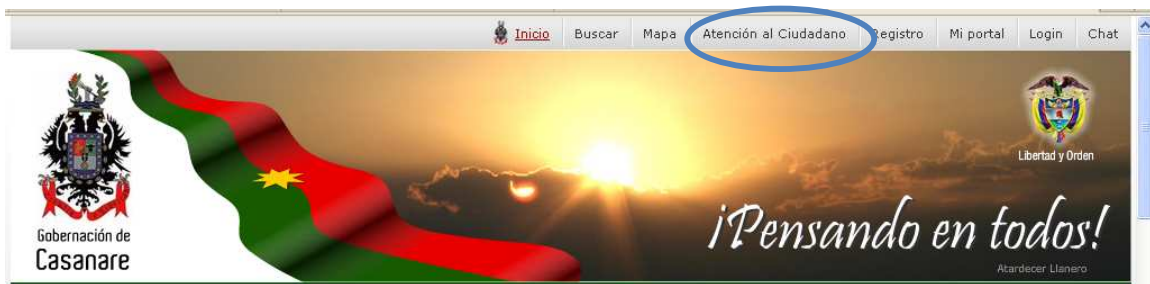 Inicio Buscar Mapa Atención al Ciudadano Registro Mi portal Login Chat
Libertad y Orden
¡Pensando en todos!
Gobernación de
Casanare
Atardecer Llanero